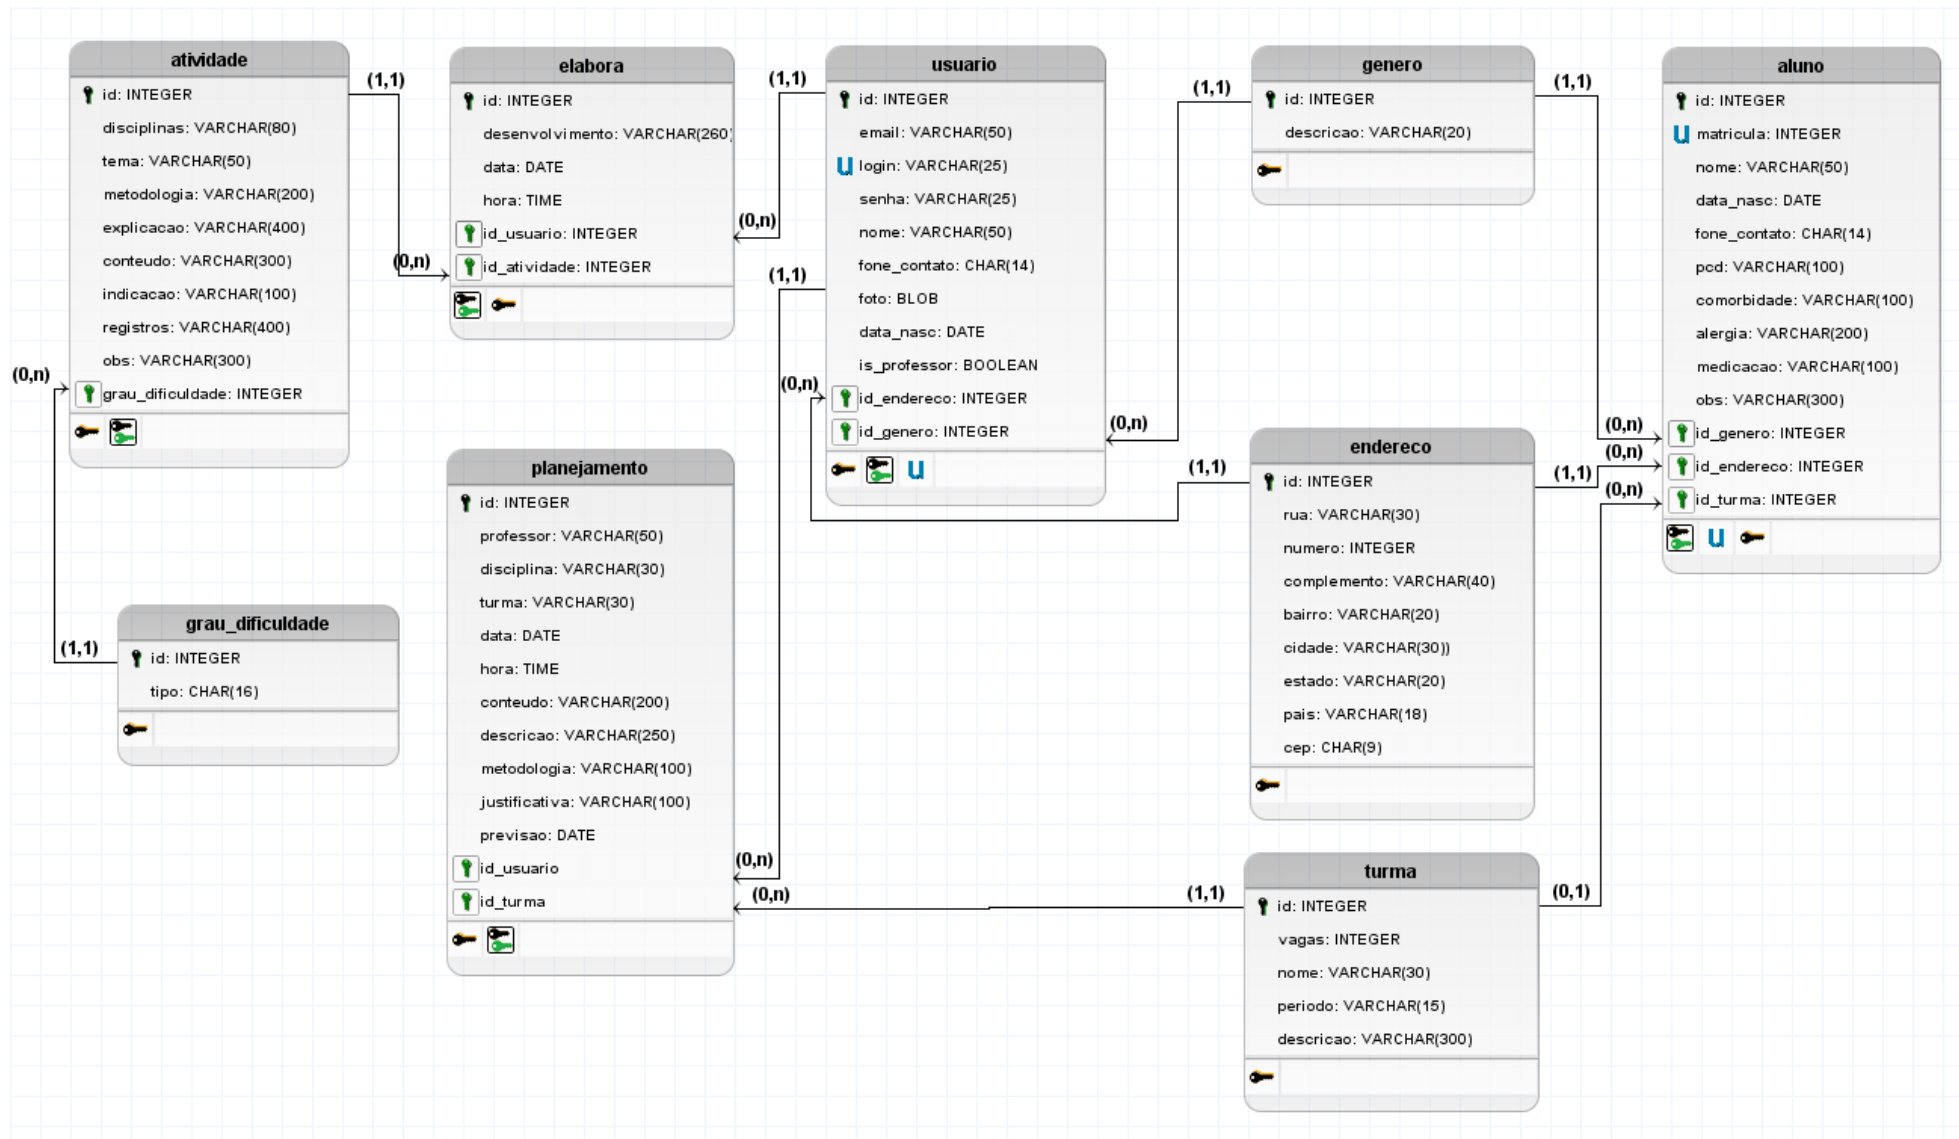 atividade
id: INTEGER
disciplinas: VARCHAR(80)
tema: VARCHAR(50)
metodologia: VARCHAR(200)
explicacao: VARCHAR(400)
conteudo: VARCHAR(300)
indicacao: VARCHAR(100)
registros: VARCHAR(400)
obs: VARCHAR(300)
grau_dificuldade: INTEGER
(1,1)
(0,n)
(0,n)
(1,1)
grau_dificuldade
id: INTEGER
tipo: CHAR(16)
elabora
id: INTEGER
desenvolvimento: VARCHAR(260)
data: DATE
hora: TIME
id_usuario: INTEGER
id_atividade: INTEGER
(1,1)
(0,n)
(1,1)
planejamento
id: INTEGER
professor: VARCHAR(50)
disciplina: VARCHAR(30)
turma: VARCHAR(30)
data: DATE
hora: TIME
conteudo: VARCHAR(200)
descricao: VARCHAR(250)
metodologia: VARCHAR(100)
justificativa: VARCHAR(100)
previsao: DATE
id_usuario
id_turma
(0,n)
(0,n)
usuario
id: INTEGER
email: VARCHAR(50)
u login: VARCHAR(25)
senha: VARCHAR(25)
nome: VARCHAR(50)
fone_contato: CHAR(14)
foto: BLOB
data_nasc: DATE
is_professor: BOOLEAN
id_endereco: INTEGER
id_genero: INTEGER
u
(0,n)
(0,n)
(1,1)
genero
id: INTEGER
descricao: VARCHAR(20)
(1,1)
(1,1)
endereco
id: INTEGER
rua: VARCHAR(30)
numero: INTEGER
complemento: VARCHAR(40)
bairro: VARCHAR(20)
cidade: VARCHAR(30))
estado: VARCHAR(20)
pais: VARCHAR(18)
cep: CHAR(9)
(1,1)
(1,1)
turma
id: INTEGER
vagas: INTEGER
nome: VARCHAR(30)
periodo: VARCHAR(15)
descricao: VARCHAR(300)
(1,1)
(0,1)
aluno
id: INTEGER
u matricula: INTEGER
nome: VARCHAR(50)
data_nasc: DATE
fone_contato: CHAR(14)
pcd: VARCHAR(100)
comorbidade: VARCHAR(100)
alergia: VARCHAR(200)
medicacao: VARCHAR(100)
obs: VARCHAR(300)
id_genero: INTEGER
id_endereco: INTEGER
id_turma: INTEGER
u
(0,n)
(0,n)
(0,n)